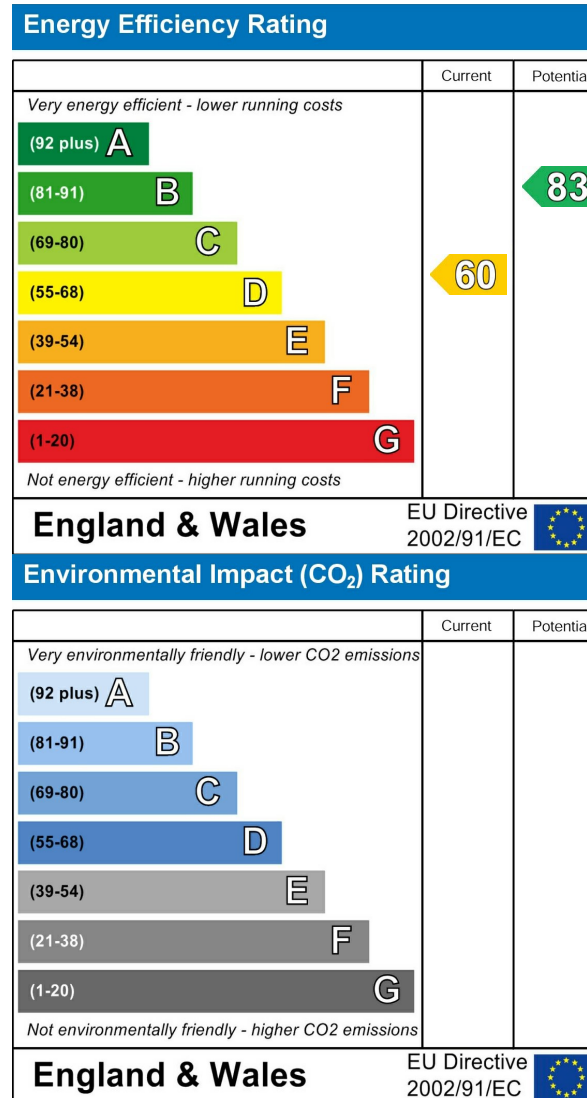 Energy Efficiency Rating
Current Potentia
Very energy efficient - lower running costs
(92 plus) A
(81-91) B
83
(69-80) C
60
(55-68) D
(39-54) E
(21-38) F
(1-20) G
Not energy efficient - higher running costs
England & Wales
EU Directive
2002/91/EC
Environmental Impact (CO₂) Rating
Current Potentia
Very environmentally friendly - lower CO2 emissions
(92 plus) A
(81-91) B
(69-80) C
(55-68) D
(39-54) E
(21-38) F
(1-20) G
Not environmentally friendly - higher CO2 emissions
England & Wales
EU Directive
2002/91/EC